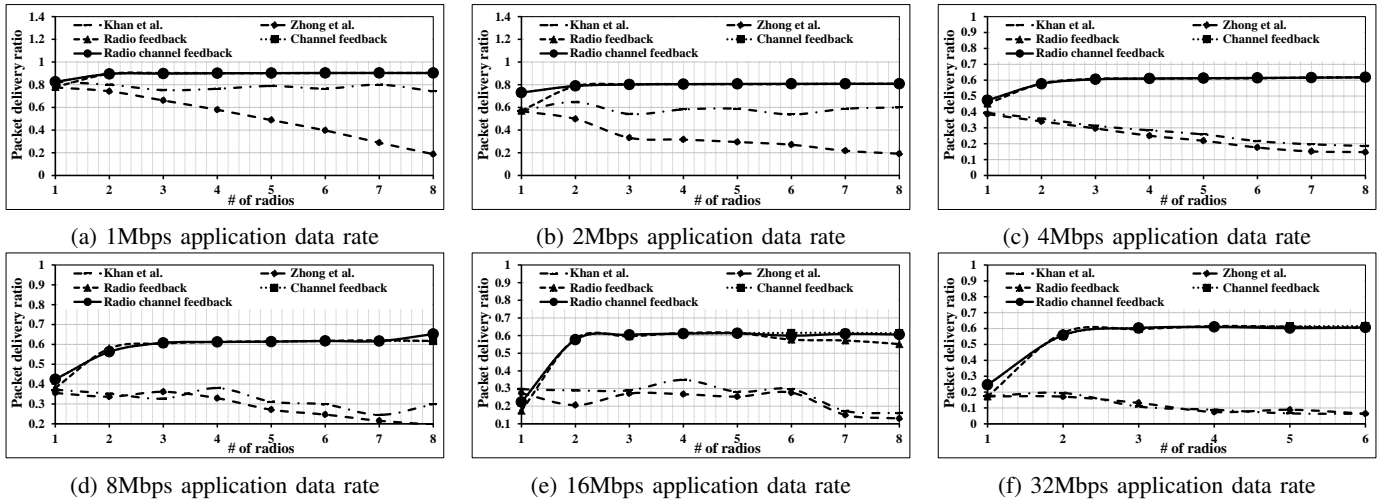 Packet delivery ratio
1.4
1.2
1
0.8
0.6
0.4
0.2
0
Khan et al.
Zhong et al.
Radio feedback
Channel feedback
Radio channel feedback
1 2 3 4 5 6 7 8
# of radios
(a) 1Mbps application data rate
Packet delivery ratio
1.4
1.2
1
0.8
0.6
0.4
0.2
0
Khan et al.
Zhong et al.
Radio feedback
Channel feedback
Radio channel feedback
1 2 3 4 5 6 7 8
# of radios
(b) 2Mbps application data rate
Packet delivery ratio
1
0.9
0.8
0.7
0.6
0.5
0.4
0.3
0.2
0.1
0
Khan et al.
Zhong et al.
Radio feedback
Channel feedback
Radio channel feedback
1 2 3 4 5 6 7 8
# of radios
(c) 4Mbps application data rate
Packet delivery ratio
1
0.9
0.8
0.7
0.6
0.5
0.4
0.3
0.2
Khan et al.
Zhong et al.
Radio feedback
Channel feedback
Radio channel feedback
1 2 3 4 5 6 7 8
# of radios
(d) 8Mbps application data rate
Packet delivery ratio
1
0.9
0.8
0.7
0.6
0.5
0.4
0.3
0.2
0.1
Khan et al.
Zhong et al.
Radio feedback
Channel feedback
Radio channel feedback
1 2 3 4 5 6 7 8
# of radios
(e) 16Mbps application data rate
Packet delivery ratio
1
0.9
0.8
0.7
0.6
0.5
0.4
0.3
0.2
0.1
0
Khan et al.
Zhong et al.
Radio feedback
Channel feedback
Radio channel feedback
1 2 3 4 5 6
# of radios
(f) 32Mbps application data rate